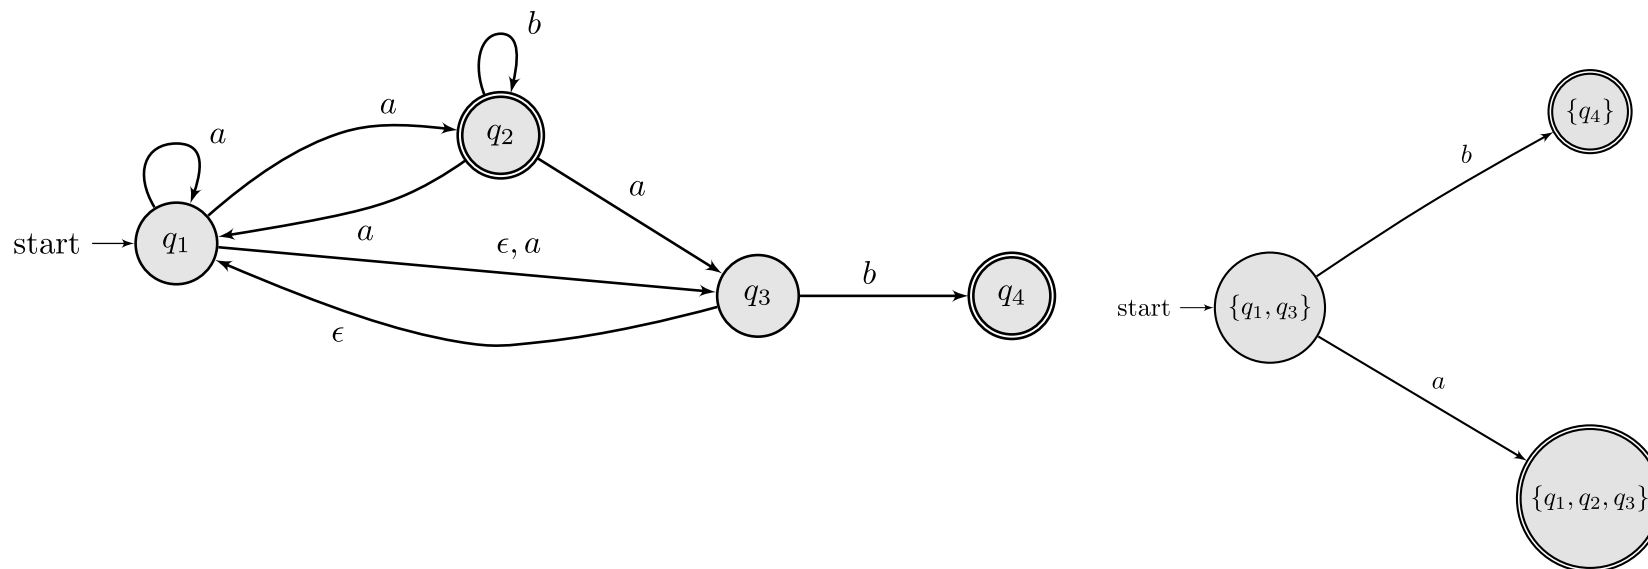 b
a
a
q₂
a
start
q₁
a
ϵ, a
q₃
b
q₄
ϵ
{q₄}
b
start
{q₁, q₃}
a
{q₁, q₂, q₃}